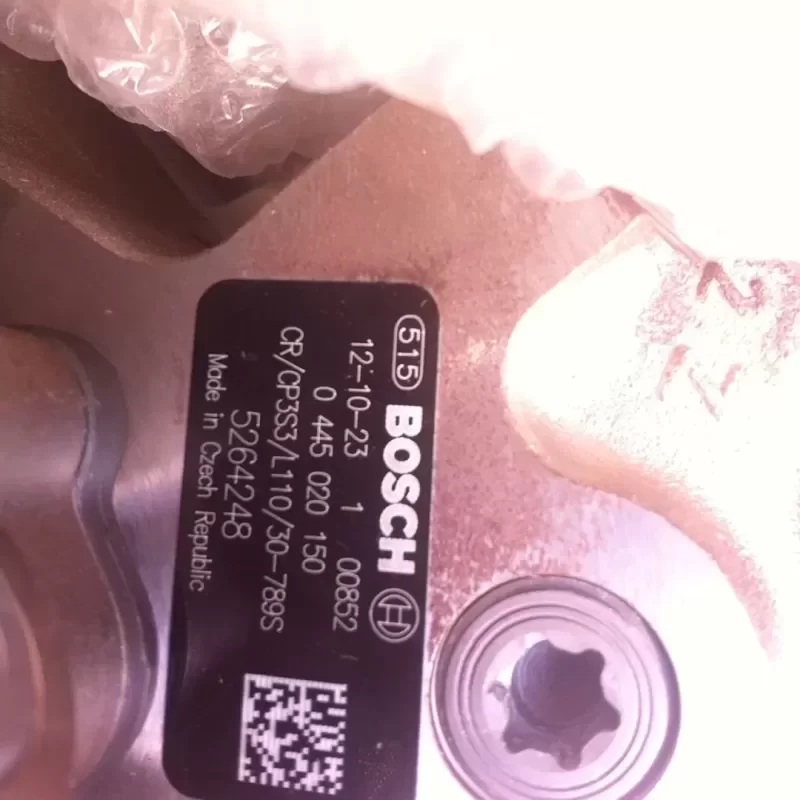 515 BOSCH
12-10-23 1 00852
0 445 020 150
CR/CP3S3/L110/30-789S
5264248
Made in Czech Republic